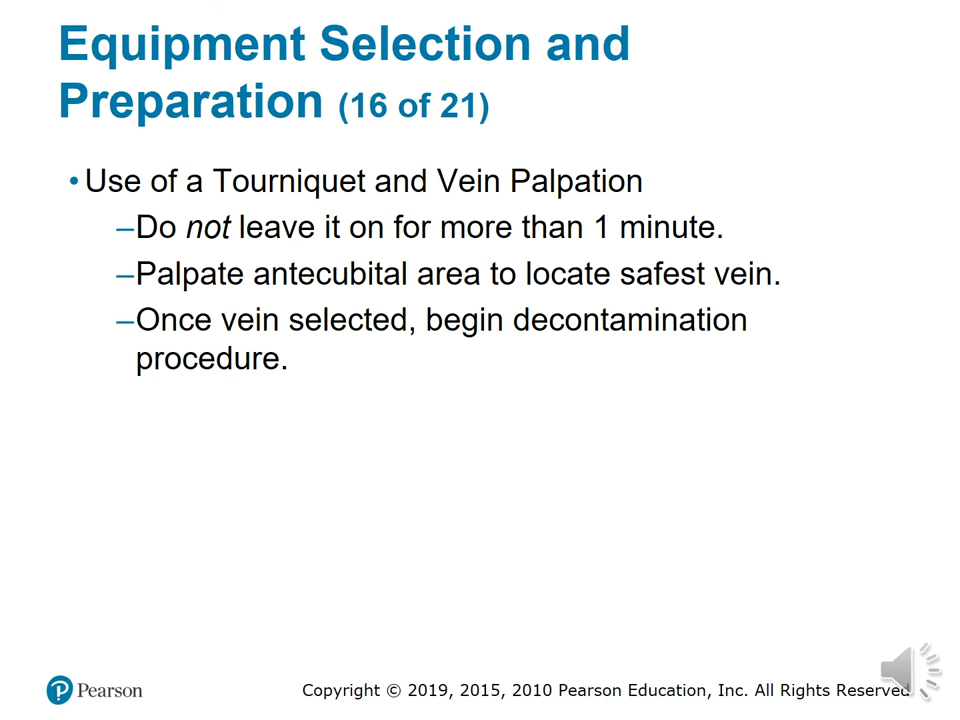 Equipment Selection and
Preparation (16 of 21)
• Use of a Tourniquet and Vein Palpation
–Do not leave it on for more than 1 minute.
–Palpate antecubital area to locate safest vein.
–Once vein selected, begin decontamination
procedure.
Pearson
Copyright © 2019, 2015, 2010 Pearson Education, Inc. All Rights Reserved